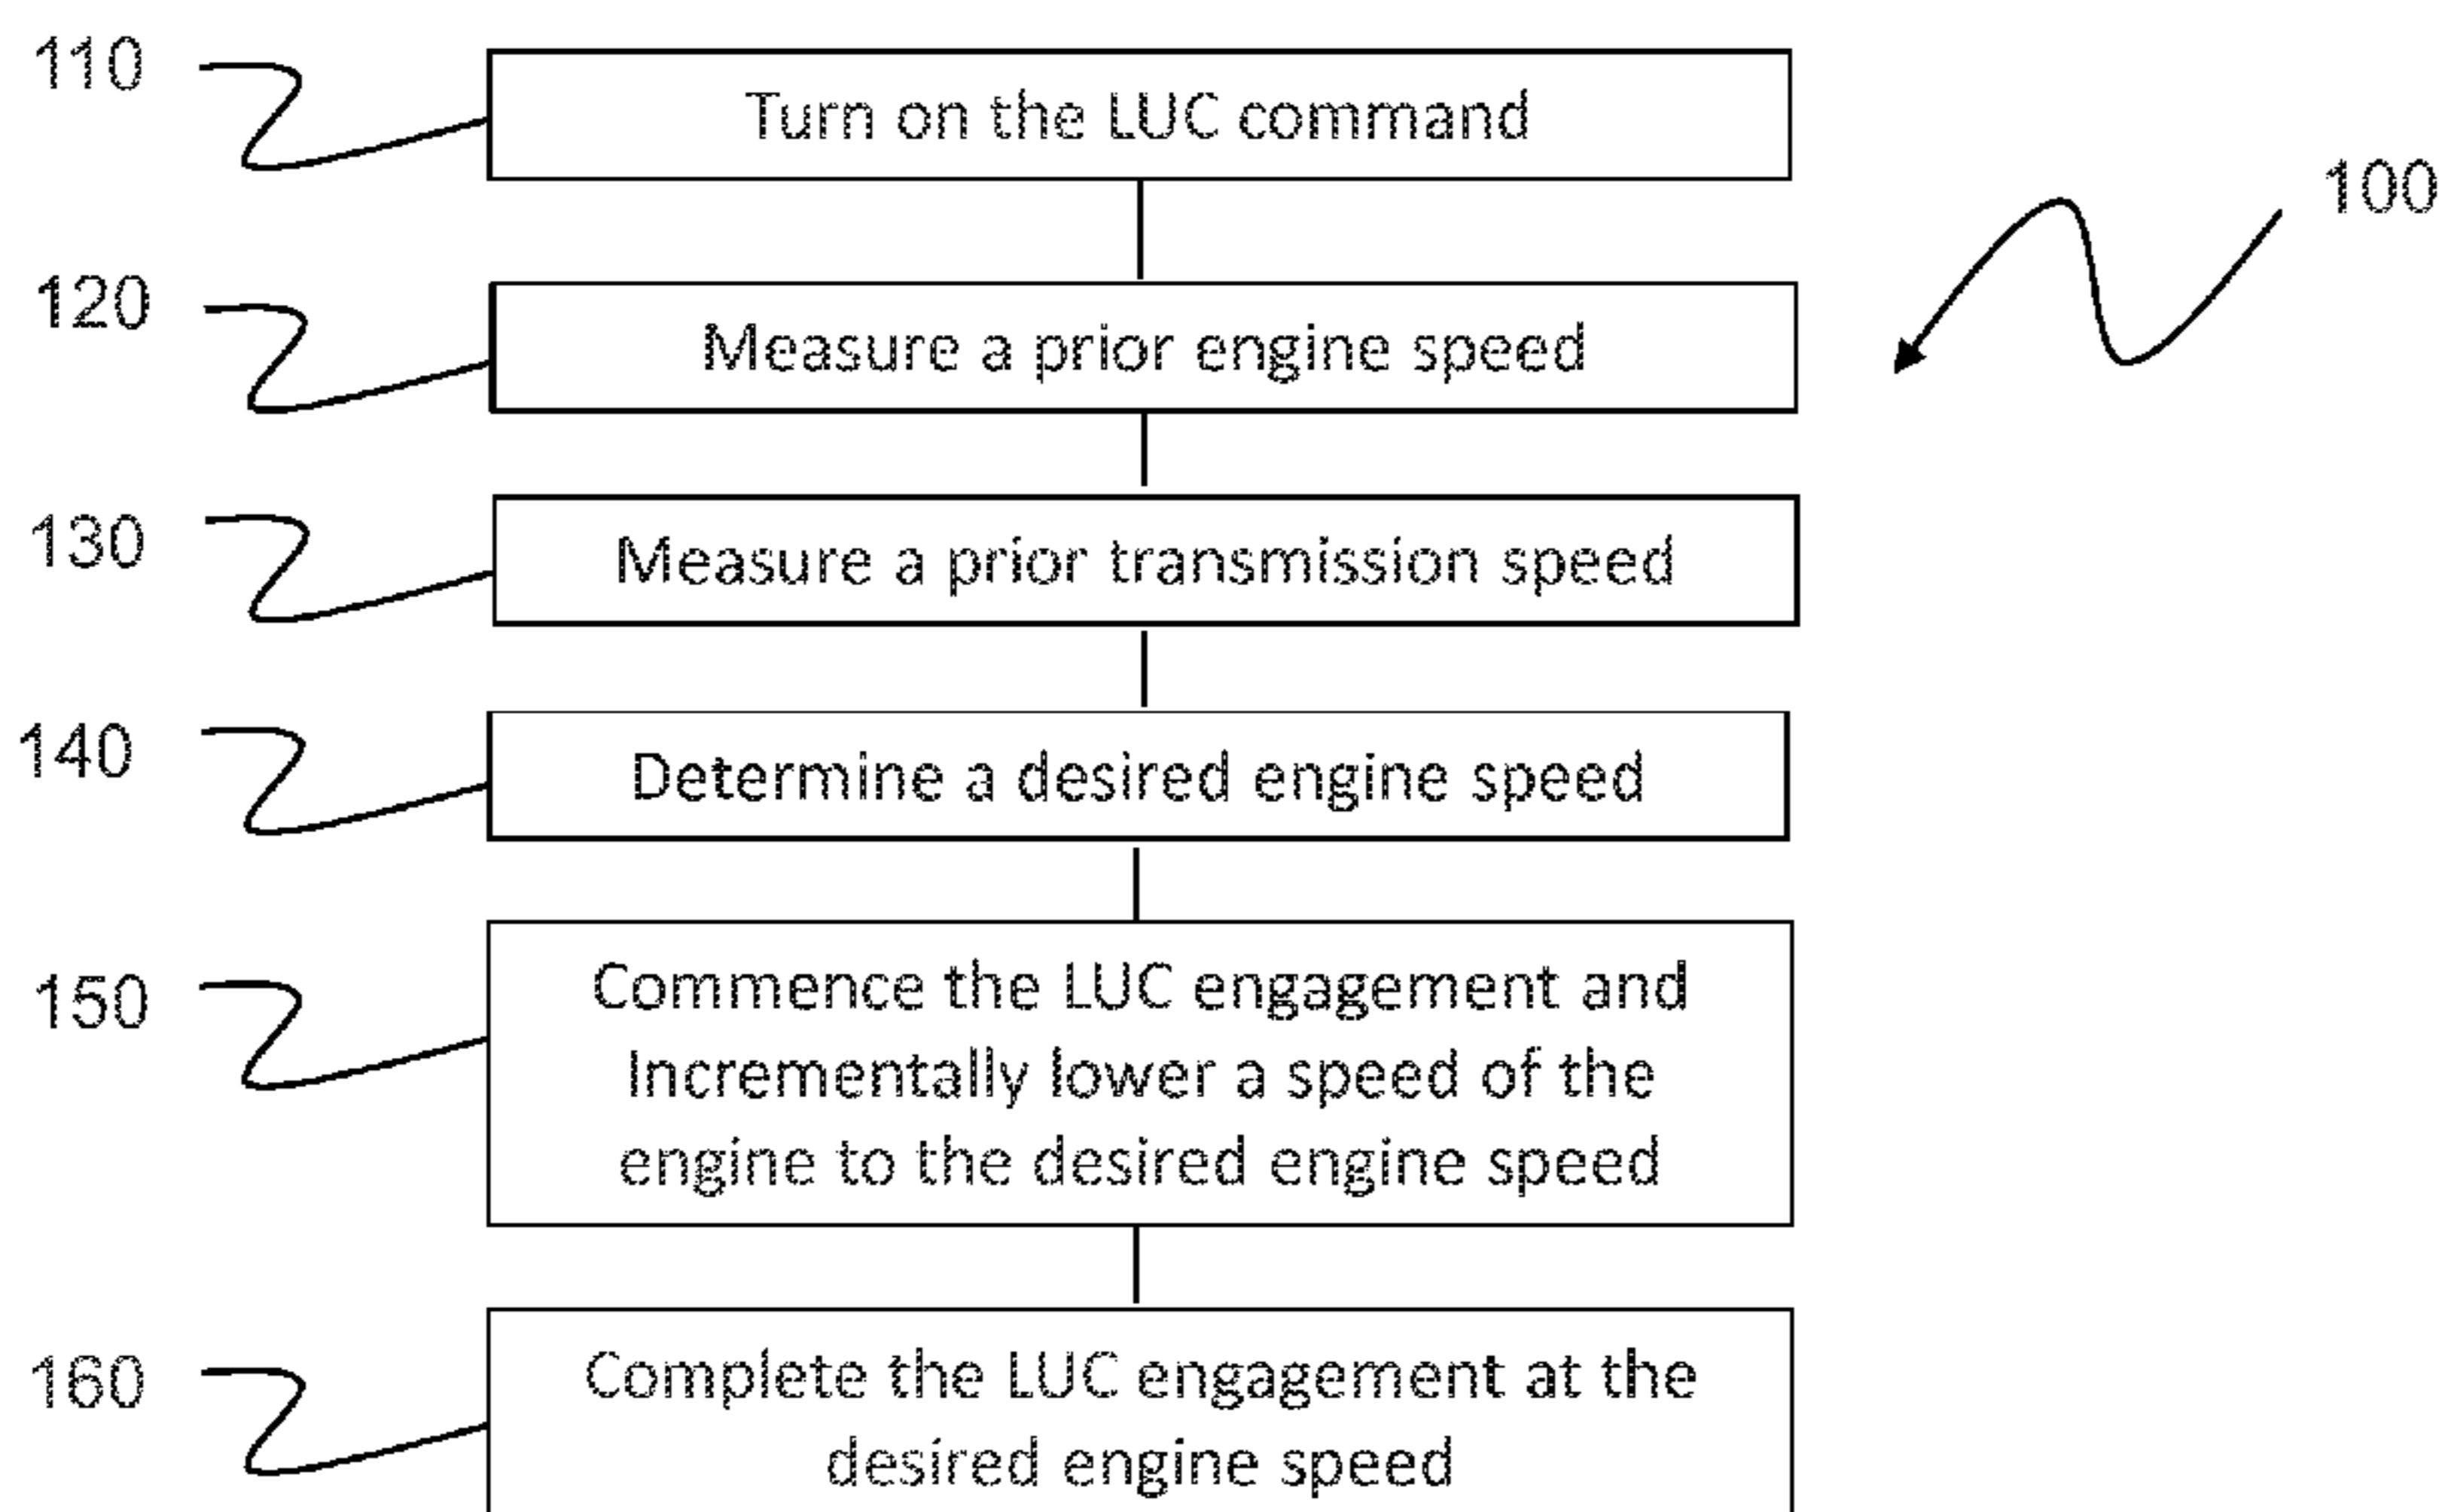 110
Turn on the LUC command
100
120
Measure a prior engine speed
130
Measure a prior transmission speed
140
Determine a desired engine speed
150
Commence the LUC engagement and
Incrementally lower a speed of the
engine to the desired engine speed
160
Complete the LUC engagement at the
desired engine speed